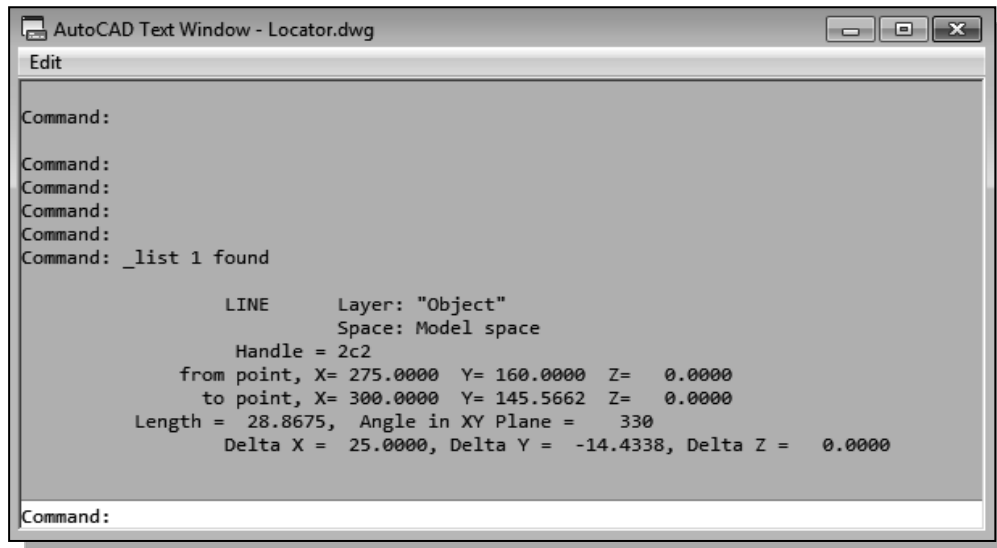 AutoCAD Text Window - Locator.dwg
Edit
Command:
Command:
Command:
Command:
Command:
Command: _list 1 found
LINE Layer: "Object"
Space: Model space
Handle = 2c2
from point, X= 275.0000 Y= 160.0000 Z= 0.0000
to point, X= 300.0000 Y= 145.5662 Z= 0.0000
Length = 28.8675, Angle in XY Plane = 330
Delta X = 25.0000, Delta Y = -14.4338, Delta Z = 0.0000
Command: